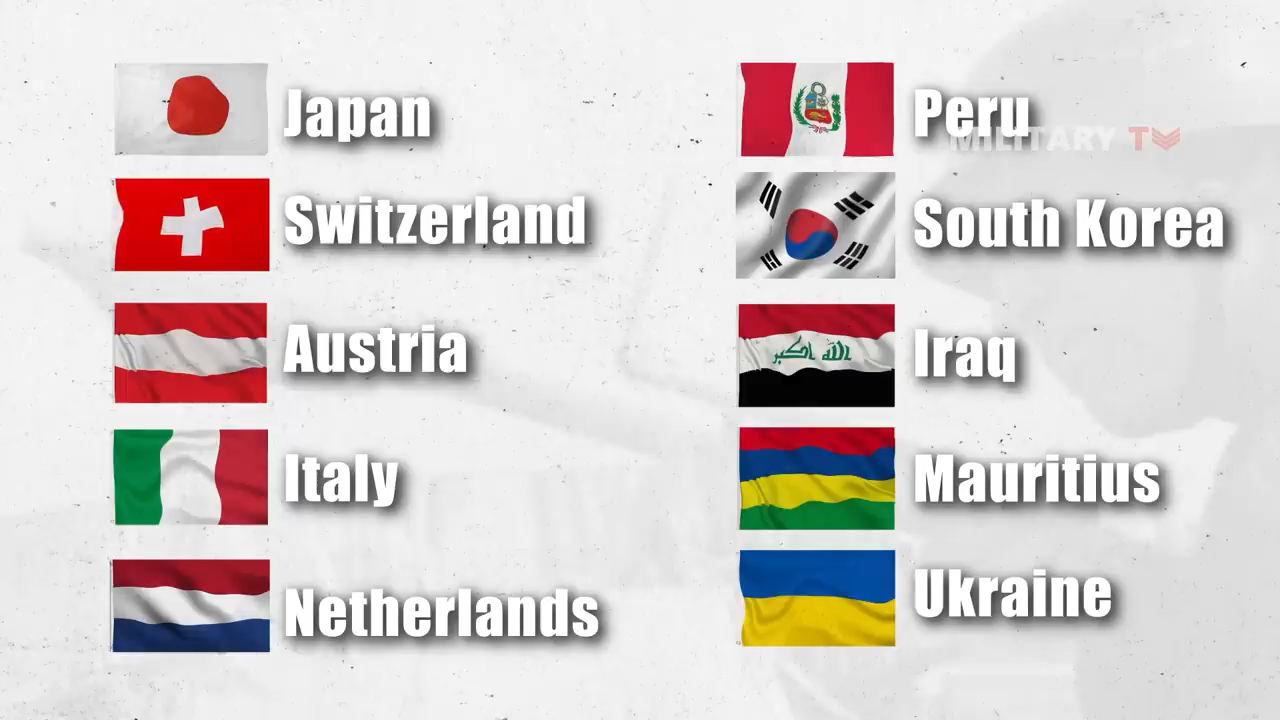 Japan
Switzerland
Austria
Italy
Netherlands
Peru
MILITARY TV
South Korea
الله اكبر
Iraq
Mauritius
Ukraine